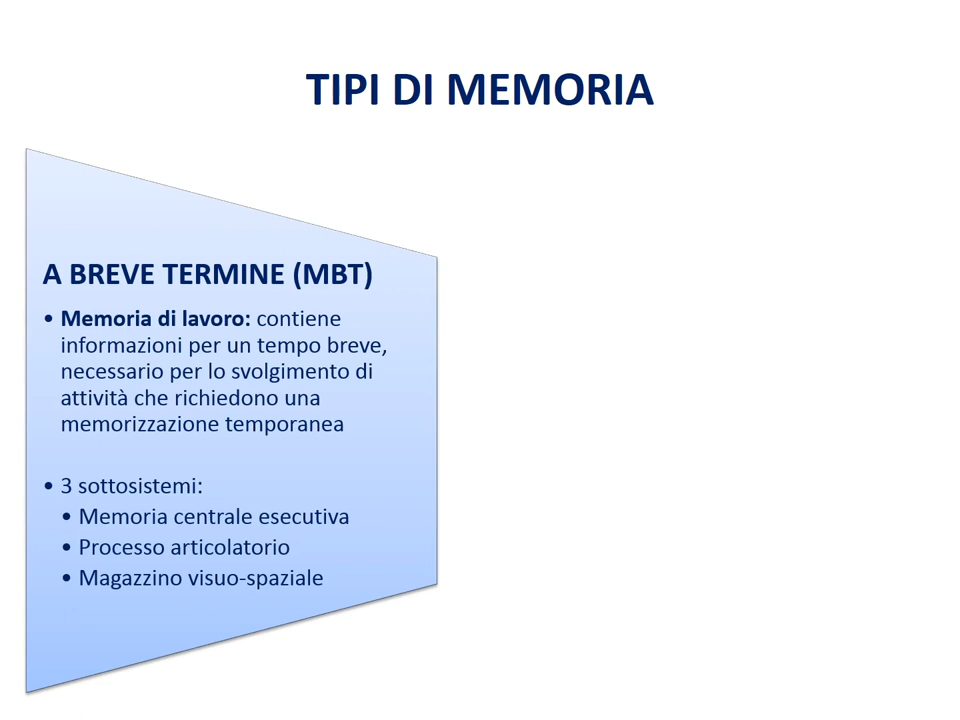 TIPI DI MEMORIA
A BREVE TERMINE (MBT)
• Memoria di lavoro: contiene
informazioni per un tempo breve,
necessario per lo svolgimento di
attività che richiedono una
memorizzazione temporanea
• 3 sottosistemi:
• Memoria centrale esecutiva
• Processo articolatorio
• Magazzino visuo-spaziale